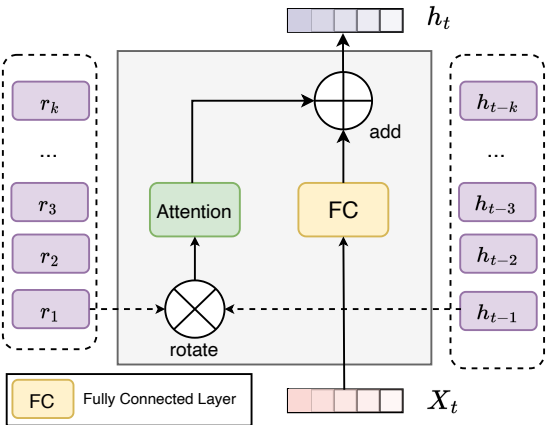 h_t
r_k
...
r_3
r_2
r_1
add
Attention
FC
rotate
h_{t-k}
...
h_{t-3}
h_{t-2}
h_{t-1}
FC Fully Connected Layer
X_t